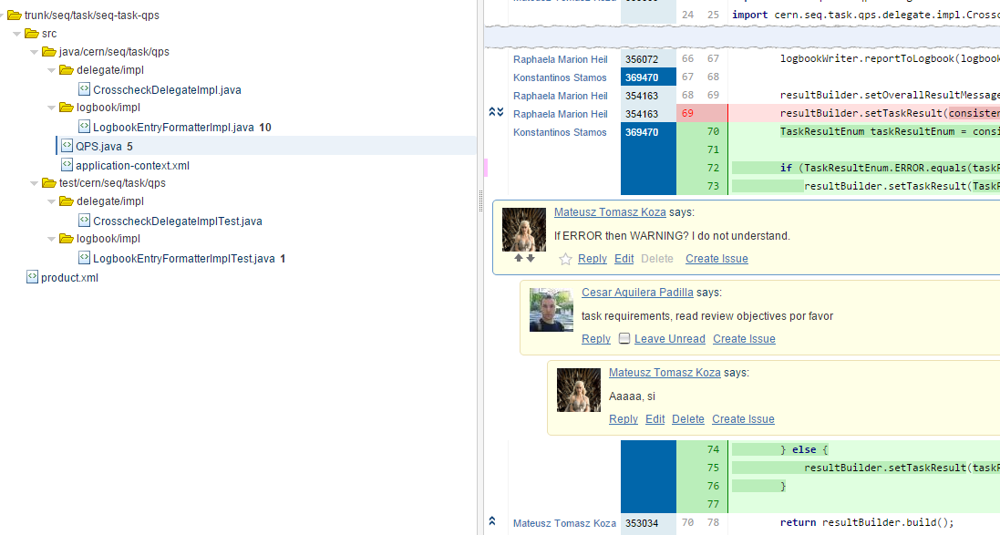 trunk/seq/task/seq-task-qps
src
java/cern/seq/task/qps
delegate/impl
CrosscheckDelegateImpl.java
logbook/impl
LogbookEntryFormatterImpl.java 10
QPS.java 5
application-context.xml
test/cern/seq/task/qps
delegate/impl
CrosscheckDelegateImplTest.java
logbook/impl
LogbookEntryFormatterImplTest.java 1
product.xml
24 25 import cern.seq.task.qps.delegate.impl.Crossc
Raphaela Marion Heil 356072 66 67 logbookWriter.reportToLogbook(logbook
Konstantinos Stamos 369470 67 68
Raphaela Marion Heil 354163 68 69 resultBuilder.setOverallResultMessage
Raphaela Marion Heil 354163 69 resultBuilder.setTaskResult(consisten
Konstantinos Stamos 369470 70 TaskResultEnum taskResultEnum = consi
71
72 if (TaskResultEnum.ERROR.equals(taskR
73 resultBuilder.setTaskResult(TaskR
Mateusz Tomasz Koza says:
If ERROR then WARNING? I do not understand.
Reply Edit Delete Create Issue
Cesar Aguilera Padilla says:
task requirements, read review objectives por favor
Reply Leave Unread Create Issue
Mateusz Tomasz Koza says:
Aaaaa, si
Reply Edit Delete Create Issue
74 } else {
75 resultBuilder.setTaskResult(taskR
76 }
77
Mateusz Tomasz Koza 353034 70 78 return resultBuilder.build();